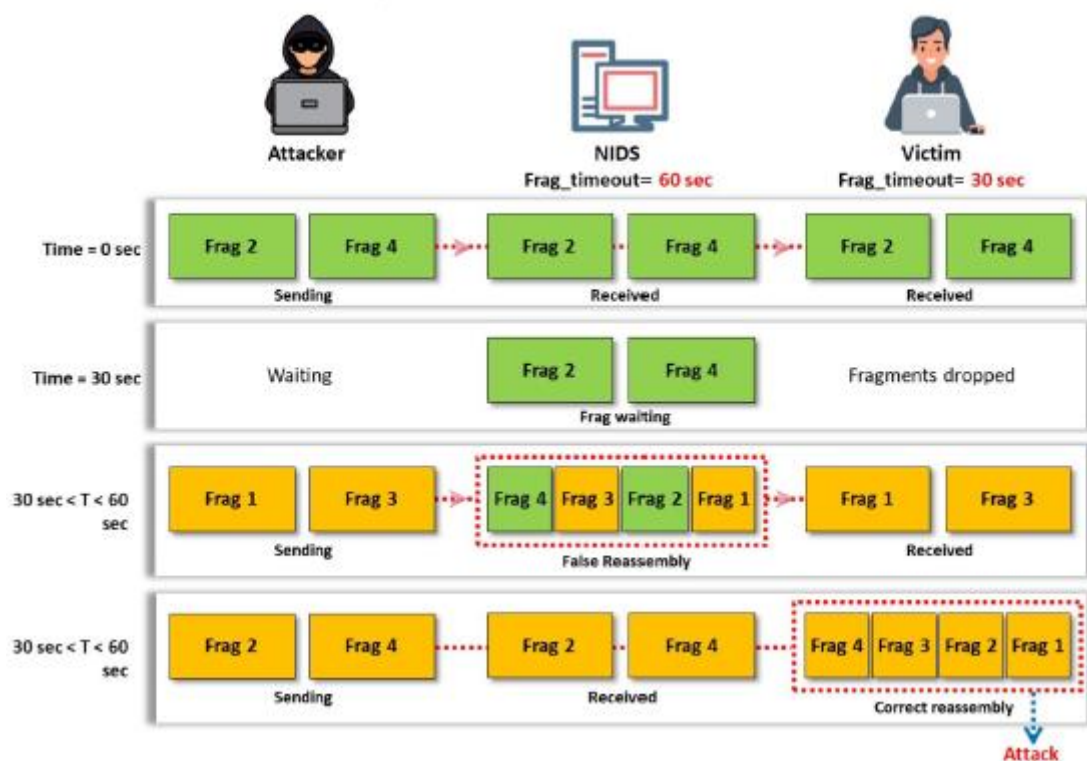 Attacker
NIDS
Victim
Frag_timeout= 60 sec
Frag_timeout= 30 sec
Time = 0 sec
Frag 2
Frag 4
Frag 2
Frag 4
Frag 2
Frag 4
Sending
Received
Received
Time = 30 sec
Waiting
Frag 2
Frag 4
Fragments dropped
Frag waiting
30 sec < T < 60
sec
Frag 1
Frag 3
Frag 4
Frag 3
Frag 2
Frag 1
Frag 1
Frag 3
Sending
False Reassembly
Received
30 sec < T < 60
sec
Frag 2
Frag 4
Frag 2
Frag 4
Frag 4
Frag 3
Frag 2
Frag 1
Sending
Received
Correct reassembly
Attack